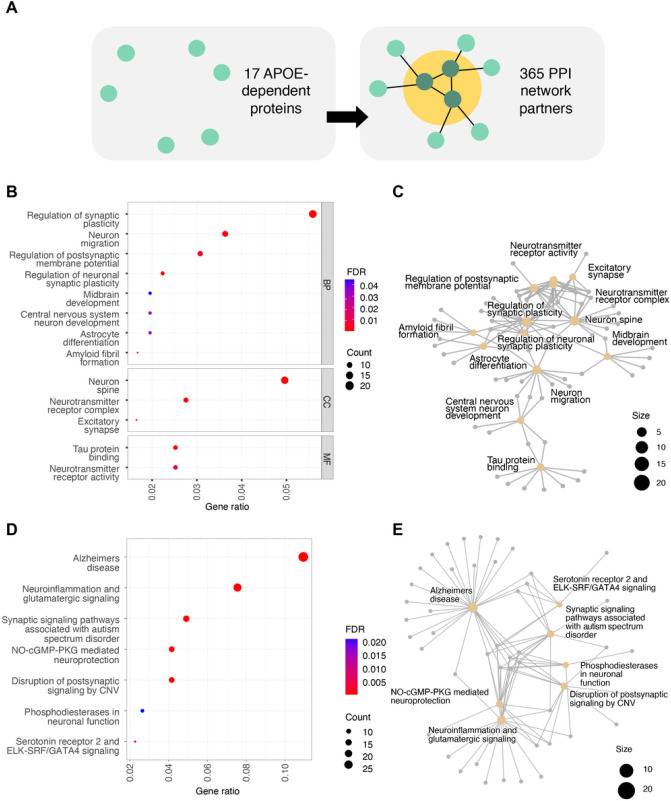 A
17 APOE-
dependent
proteins
365 PPI
network
partners
B
Regulation of synaptic
plasticity
Neuron
migration
Regulation of postsynaptic
membrane potential
Regulation of neuronal
synaptic plasticity
Midbrain
development
Central nervous system
neuron development
Astrocyte
differentiation
Amyloid fibril
formation
BP
Neuron
spine
Neurotransmitter
receptor complex
Excitatory
synapse
CC
Tau protein
binding
Neurotransmitter
receptor activity
MF
0.02
0.03
0.04
0.05
Gene ratio
FDR
0.04
0.03
0.02
0.01
Count
10
15
20
C
Neurotransmitter
receptor activity
Excitatory
synapse
Regulation of postsynaptic
membrane potential
Neurotransmitter
receptor complex
Regulation of
synaptic plasticity
Neuron spine
Amyloid fibril
formation
Regulation of neuronal
synaptic plasticity
Midbrain
development
Astrocyte
differentiation
Neuron
migration
Central nervous
system neuron
development
Tau protein
binding
Size
5
10
15
20
D
Alzheimers
disease
Neuroinflammation and
glutamatergic signaling
Synaptic signaling pathways
associated with autism
spectrum disorder
NO-cGMP-PKG mediated
neuroprotection
Disruption of postsynaptic
signaling by CNV
Phosphodiesterases in
neuronal function
Serotonin receptor 2 and
ELK-SRF/GATA4 signaling
0.02
0.04
0.06
0.08
0.10
Gene ratio
FDR
0.020
0.015
0.010
0.005
Count
10
15
20
25
E
Alzheimers
disease
Serotonin receptor 2 and
ELK-SRF/GATA4 signaling
Synaptic signaling
pathways associated
with autism spectrum
disorder
Phosphodiesterases
in neuronal function
Disruption of postsynaptic
signaling by CNV
NO-cGMP-PKG mediated
neuroprotection
Neuroinflammation and
glutamatergic signaling
Size
10
20